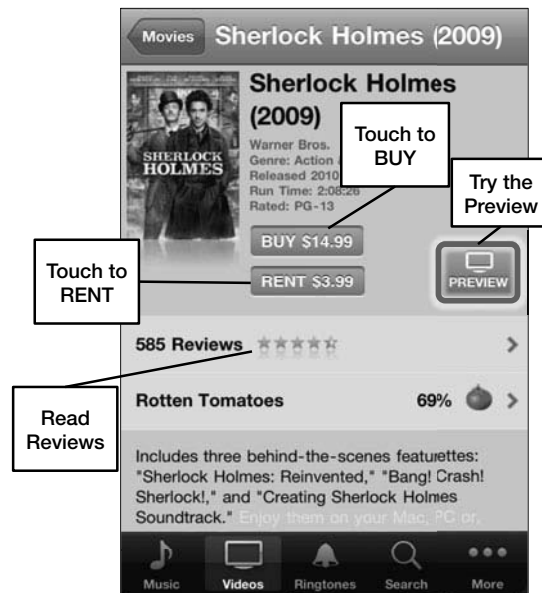 Movies
Sherlock Holmes (2009)
SHERLOCK
HOLMES
Sherlock Holmes
(2009)
Warner Bros.
Genre: Action
Released 2010
Run Time: 2:08:26
Rated: PG-13
Touch to
BUY
Try the
Preview
BUY $14.99
Touch to
RENT
RENT $3.99
PREVIEW
585 Reviews
Read
Reviews
Rotten Tomatoes 69%
Includes three behind-the-scenes featurettes:
"Sherlock Holmes: Reinvented," "Bang! Crash!
Sherlock!," and "Creating Sherlock Holmes
Soundtrack." Enjoy them on your Mac, PC or,
Music Videos Ringtones Search More